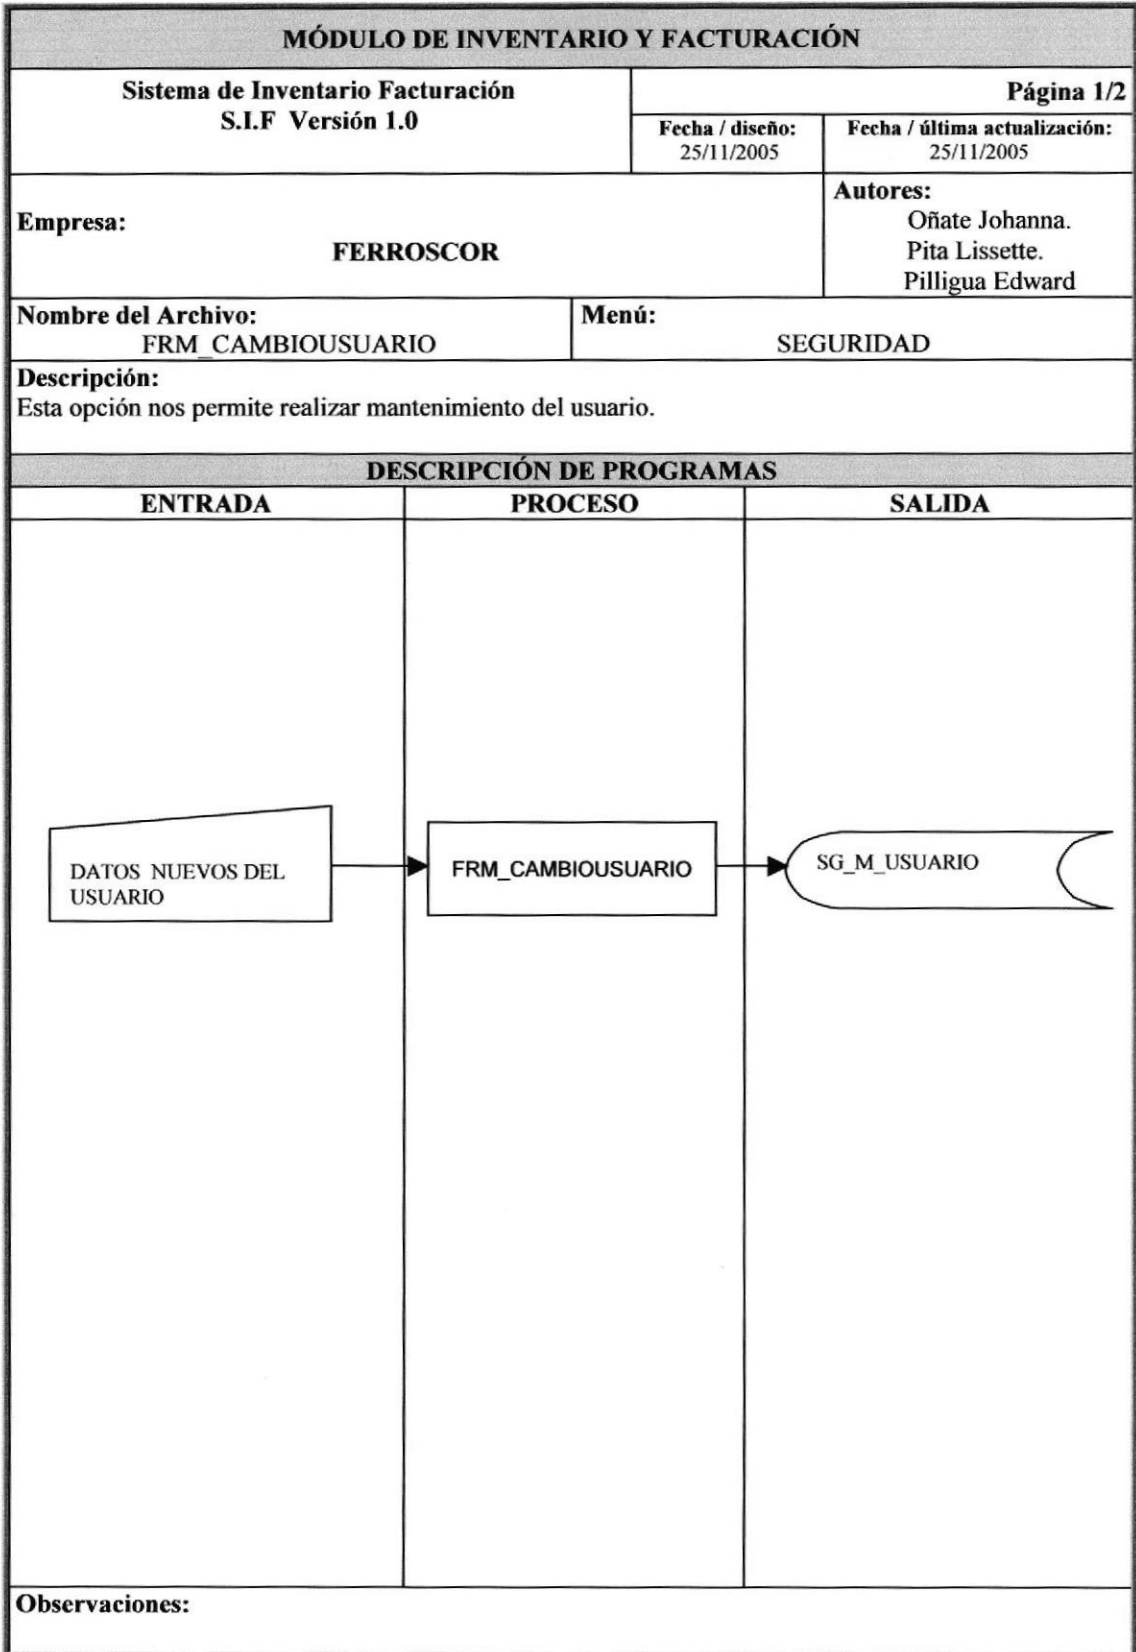 MÓDULO DE INVENTARIO Y FACTURACIÓN
Sistema de Inventario Facturación
S.I.F Versión 1.0
Página 1/2
Fecha / diseño:
25/11/2005
Fecha / última actualización:
25/11/2005
Empresa:
FERROSCOR
Autores:
Oñate Johanna.
Pita Lissette.
Pilligua Edward
Nombre del Archivo:
FRM_CAMBIOUSUARIO
Menú:
SEGURIDAD
Descripción:
Esta opción nos permite realizar mantenimiento del usuario.
DESCRIPCIÓN DE PROGRAMAS
ENTRADA
PROCESO
SALIDA
DATOS NUEVOS DEL
USUARIO
FRM_CAMBIOUSUARIO
SG_M_USUARIO
Observaciones: